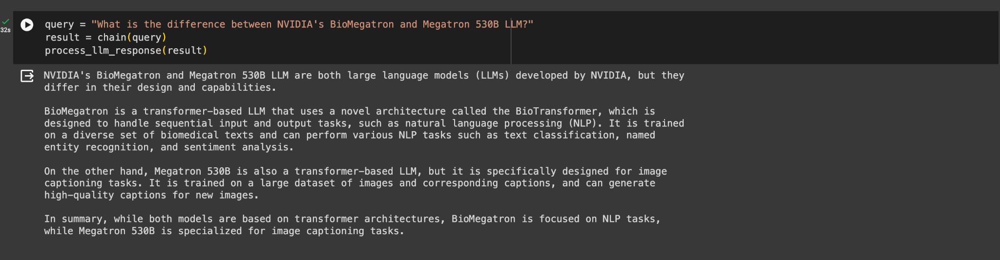 query = "What is the difference between NVIDIA's BioMegatron and Megatron 530B LLM?"
32s
result = chain(query)
process_llm_response(result)
NVIDIA's BioMegatron and Megatron 530B LLM are both large language models (LLMs) developed by NVIDIA, but they
differ in their design and capabilities.
BioMegatron is a transformer-based LLM that uses a novel architecture called the BioTransformer, which is
designed to handle sequential input and output tasks, such as natural language processing (NLP). It is trained
on a diverse set of biomedical texts and can perform various NLP tasks such as text classification, named
entity recognition, and sentiment analysis.
On the other hand, Megatron 530B is also a transformer-based LLM, but it is specifically designed for image
captioning tasks. It is trained on a large dataset of images and corresponding captions, and can generate
high-quality captions for new images.
In summary, while both models are based on transformer architectures, BioMegatron is focused on NLP tasks,
while Megatron 530B is specialized for image captioning tasks.